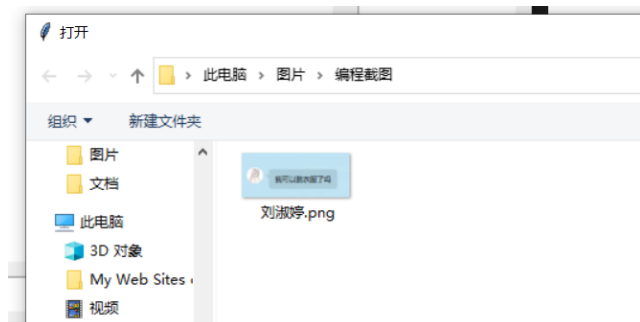 打开
此电脑 › 图片 › 编程截图
组织 新建文件夹
图片
文档
此电脑
3D 对象
My Web Sites
视频
刘淑婷.png